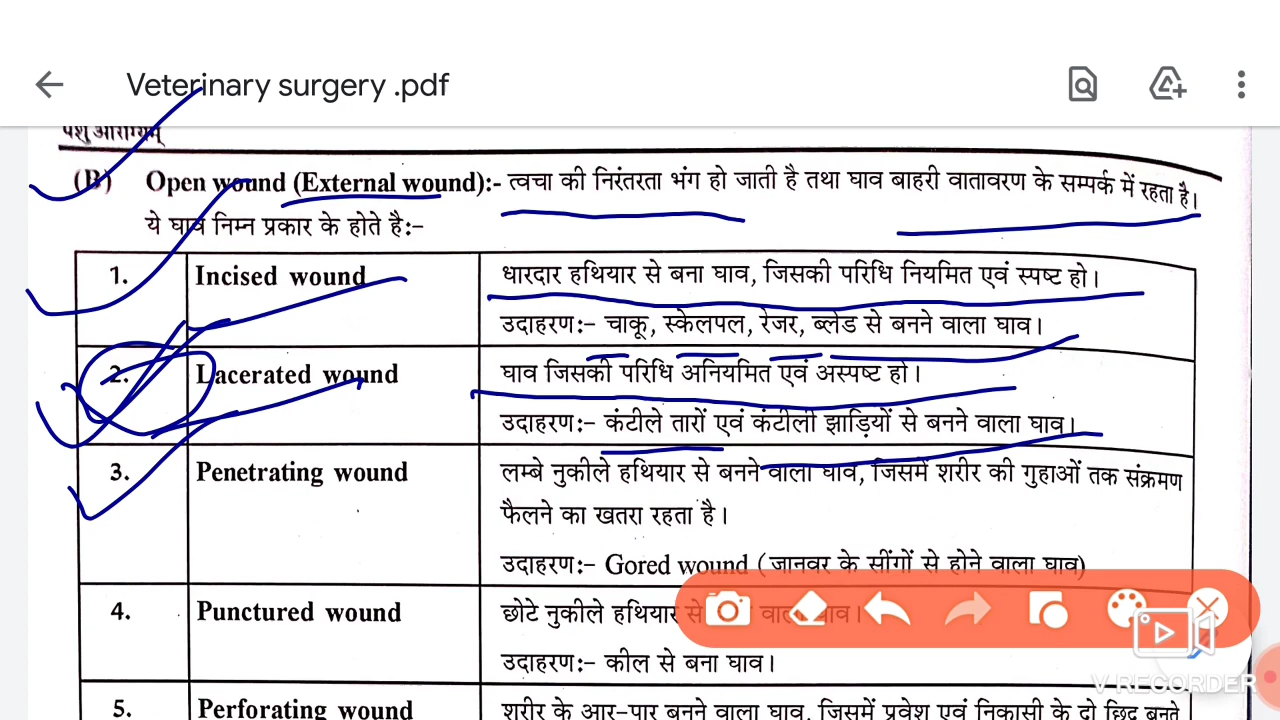 Veterinary surgery .pdf
पशु आरोग्यम्
(B) Open wound (External wound):- त्वचा की निरंतरता भंग हो जाती है तथा घाव बाहरी वातावरण के सम्पर्क में रहता है।
ये घाव निम्न प्रकार के होते है:-
1. Incised wound धारदार हथियार से बना घाव, जिसकी परिधि नियमित एवं स्पष्ट हो।
उदाहरण:- चाकू, स्केलपल, रेजर, ब्लेड से बनने वाला घाव।
2. Lacerated wound घाव जिसकी परिधि अनियमित एवं अस्पष्ट हो।
उदाहरण:- कंटीले तारों एवं कंटीली झाड़ियों से बनने वाला घाव।
3. Penetrating wound लम्बे नुकीले हथियार से बनने वाला घाव, जिसमें शरीर की गुहाओं तक संक्रमण
फैलने का खतरा रहता है।
उदाहरण:- Gored wound (जानवर के सींगों से होने वाला घाव)
4. Punctured wound छोटे नुकीले हथियार से वाला घाव।
उदाहरण:- कील से बना घाव।
5. Perforating wound शरीर के आर-पार बनने वाला घाव, जिसमें प्रवेश एवं निकासी के दो छिद्र बनते
V RECORDER